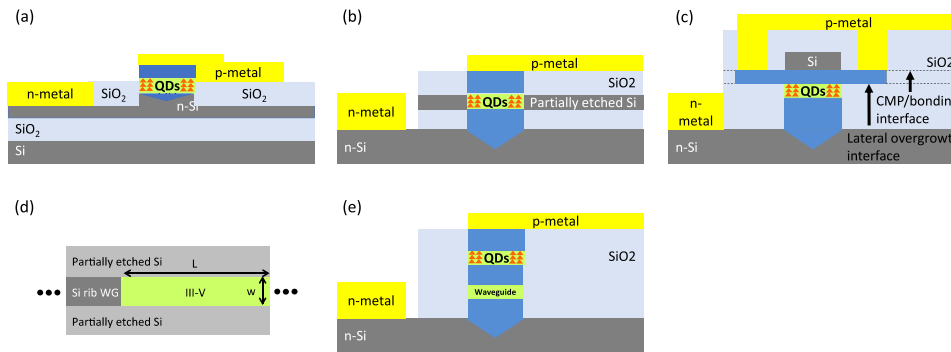 (a)
p-metal
QDs
n-metal
SiO2
SiO2
n-Si
SiO2
Si
(b)
p-metal
SiO2
n-metal
QDs
Partially etched Si
n-Si
(c)
p-metal
Si
SiO2
QDs
n-
metal
CMP/bonding
interface
Lateral overgrowth
interface
n-Si
(d)
Partially etched Si
L
Si rib WG
III-V
w
Partially etched Si
(e)
p-metal
QDs
SiO2
n-metal
Waveguide
n-Si